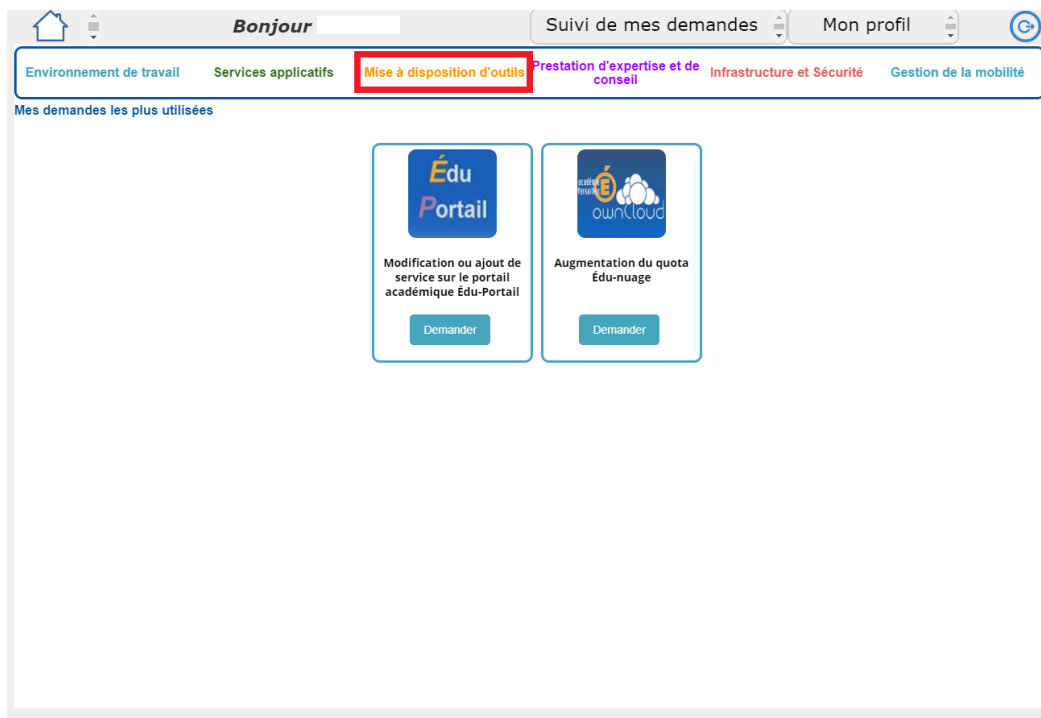 Bonjour
Suivi de mes demandes
Mon profil
Environnement de travail
Services applicatifs
Mise à disposition d'outils
Prestation d'expertise et de
conseil
Infrastructure et Sécurité
Gestion de la mobilité
Mes demandes les plus utilisées
Édu
Portail
Modification ou ajout de
service sur le portail
académique Édu-Portail
Demander
académie
Versailles
É
ownCloud
Augmentation du quota
Édu-nuage
Demander